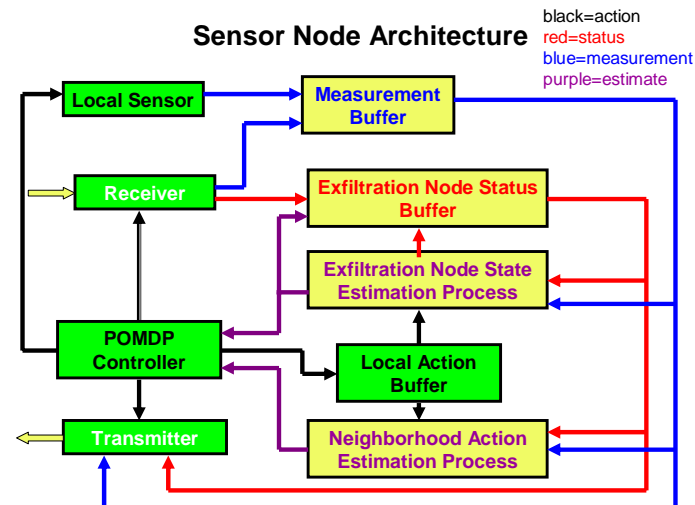 Sensor Node Architecture
black=action
red=status
blue=measurement
purple=estimate
Local Sensor
Measurement
Buffer
Receiver
Exfiltration Node Status
Buffer
Exfiltration Node State
Estimation Process
POMDP
Controller
Local Action
Buffer
Transmitter
Neighborhood Action
Estimation Process